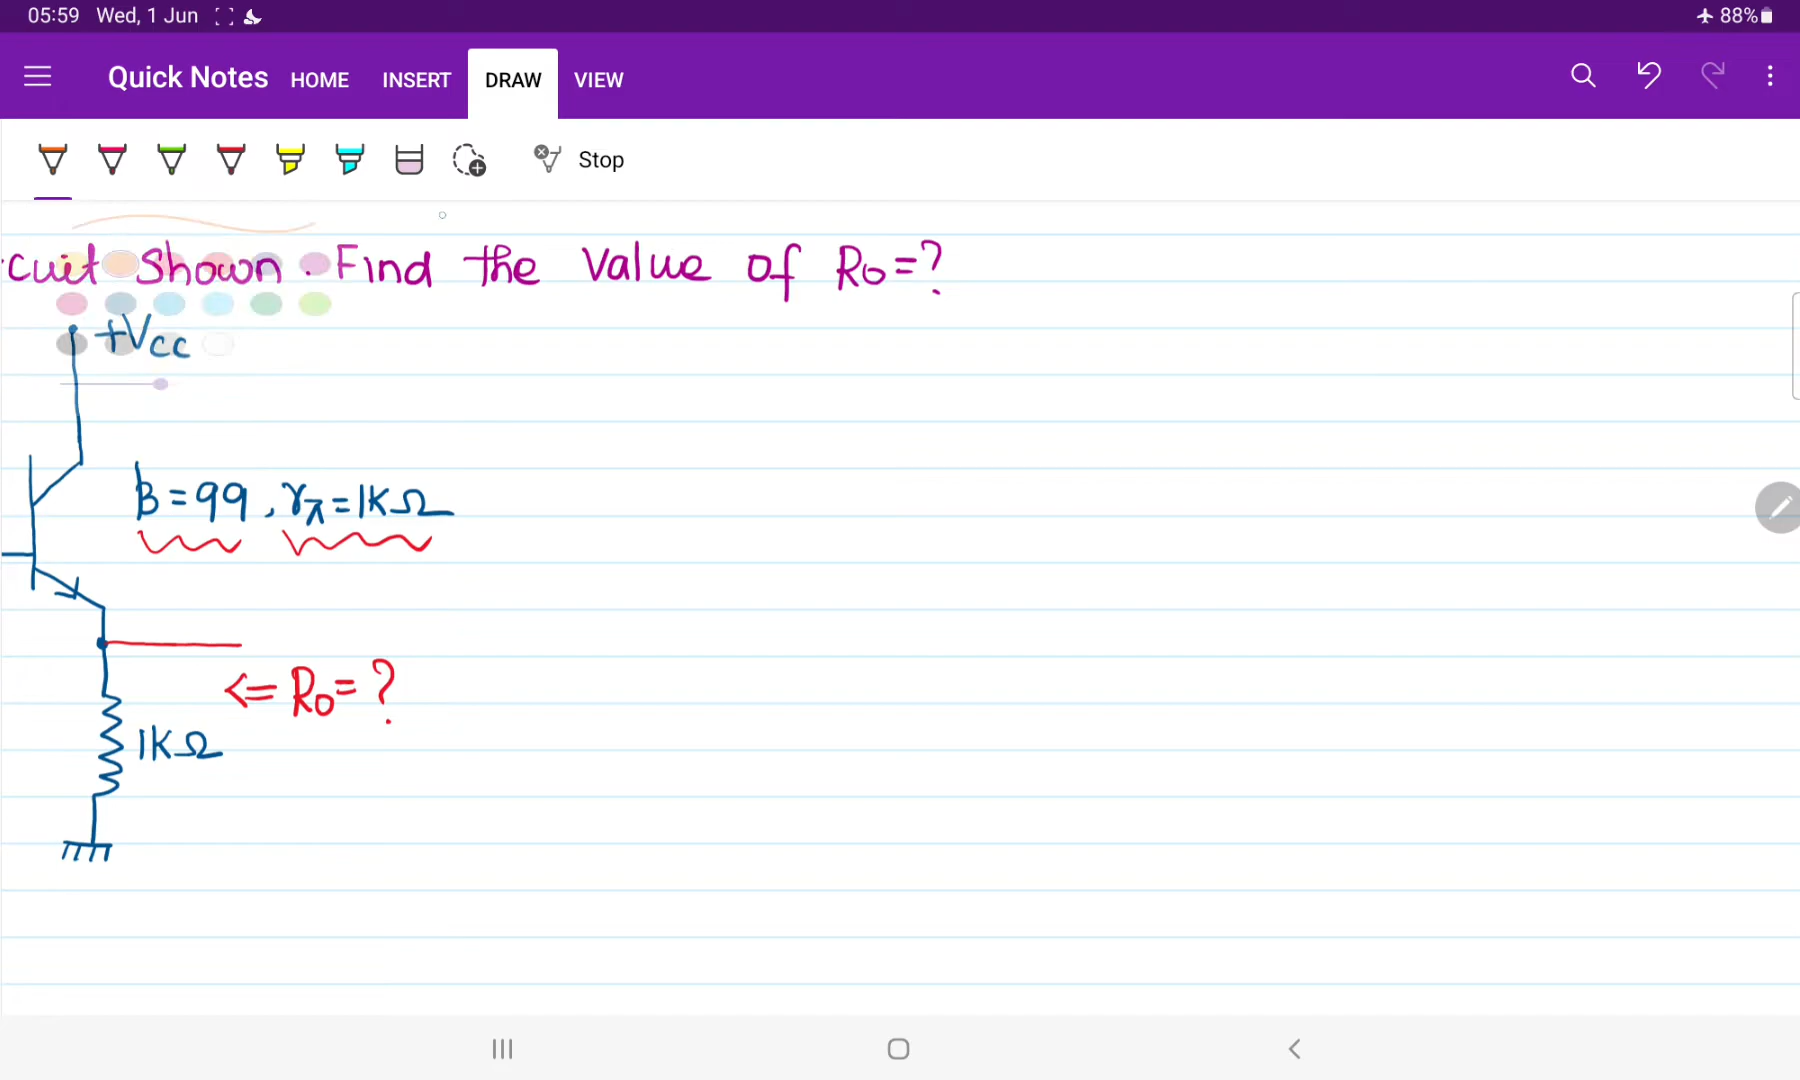 05:59 Wed, 1 Jun
88%
Quick Notes HOME INSERT DRAW VIEW
Stop
cuit Shown. Find the Value of Ro=?
+Vcc
β=99, rπ=1KΩ
<= Ro=?
1KΩ